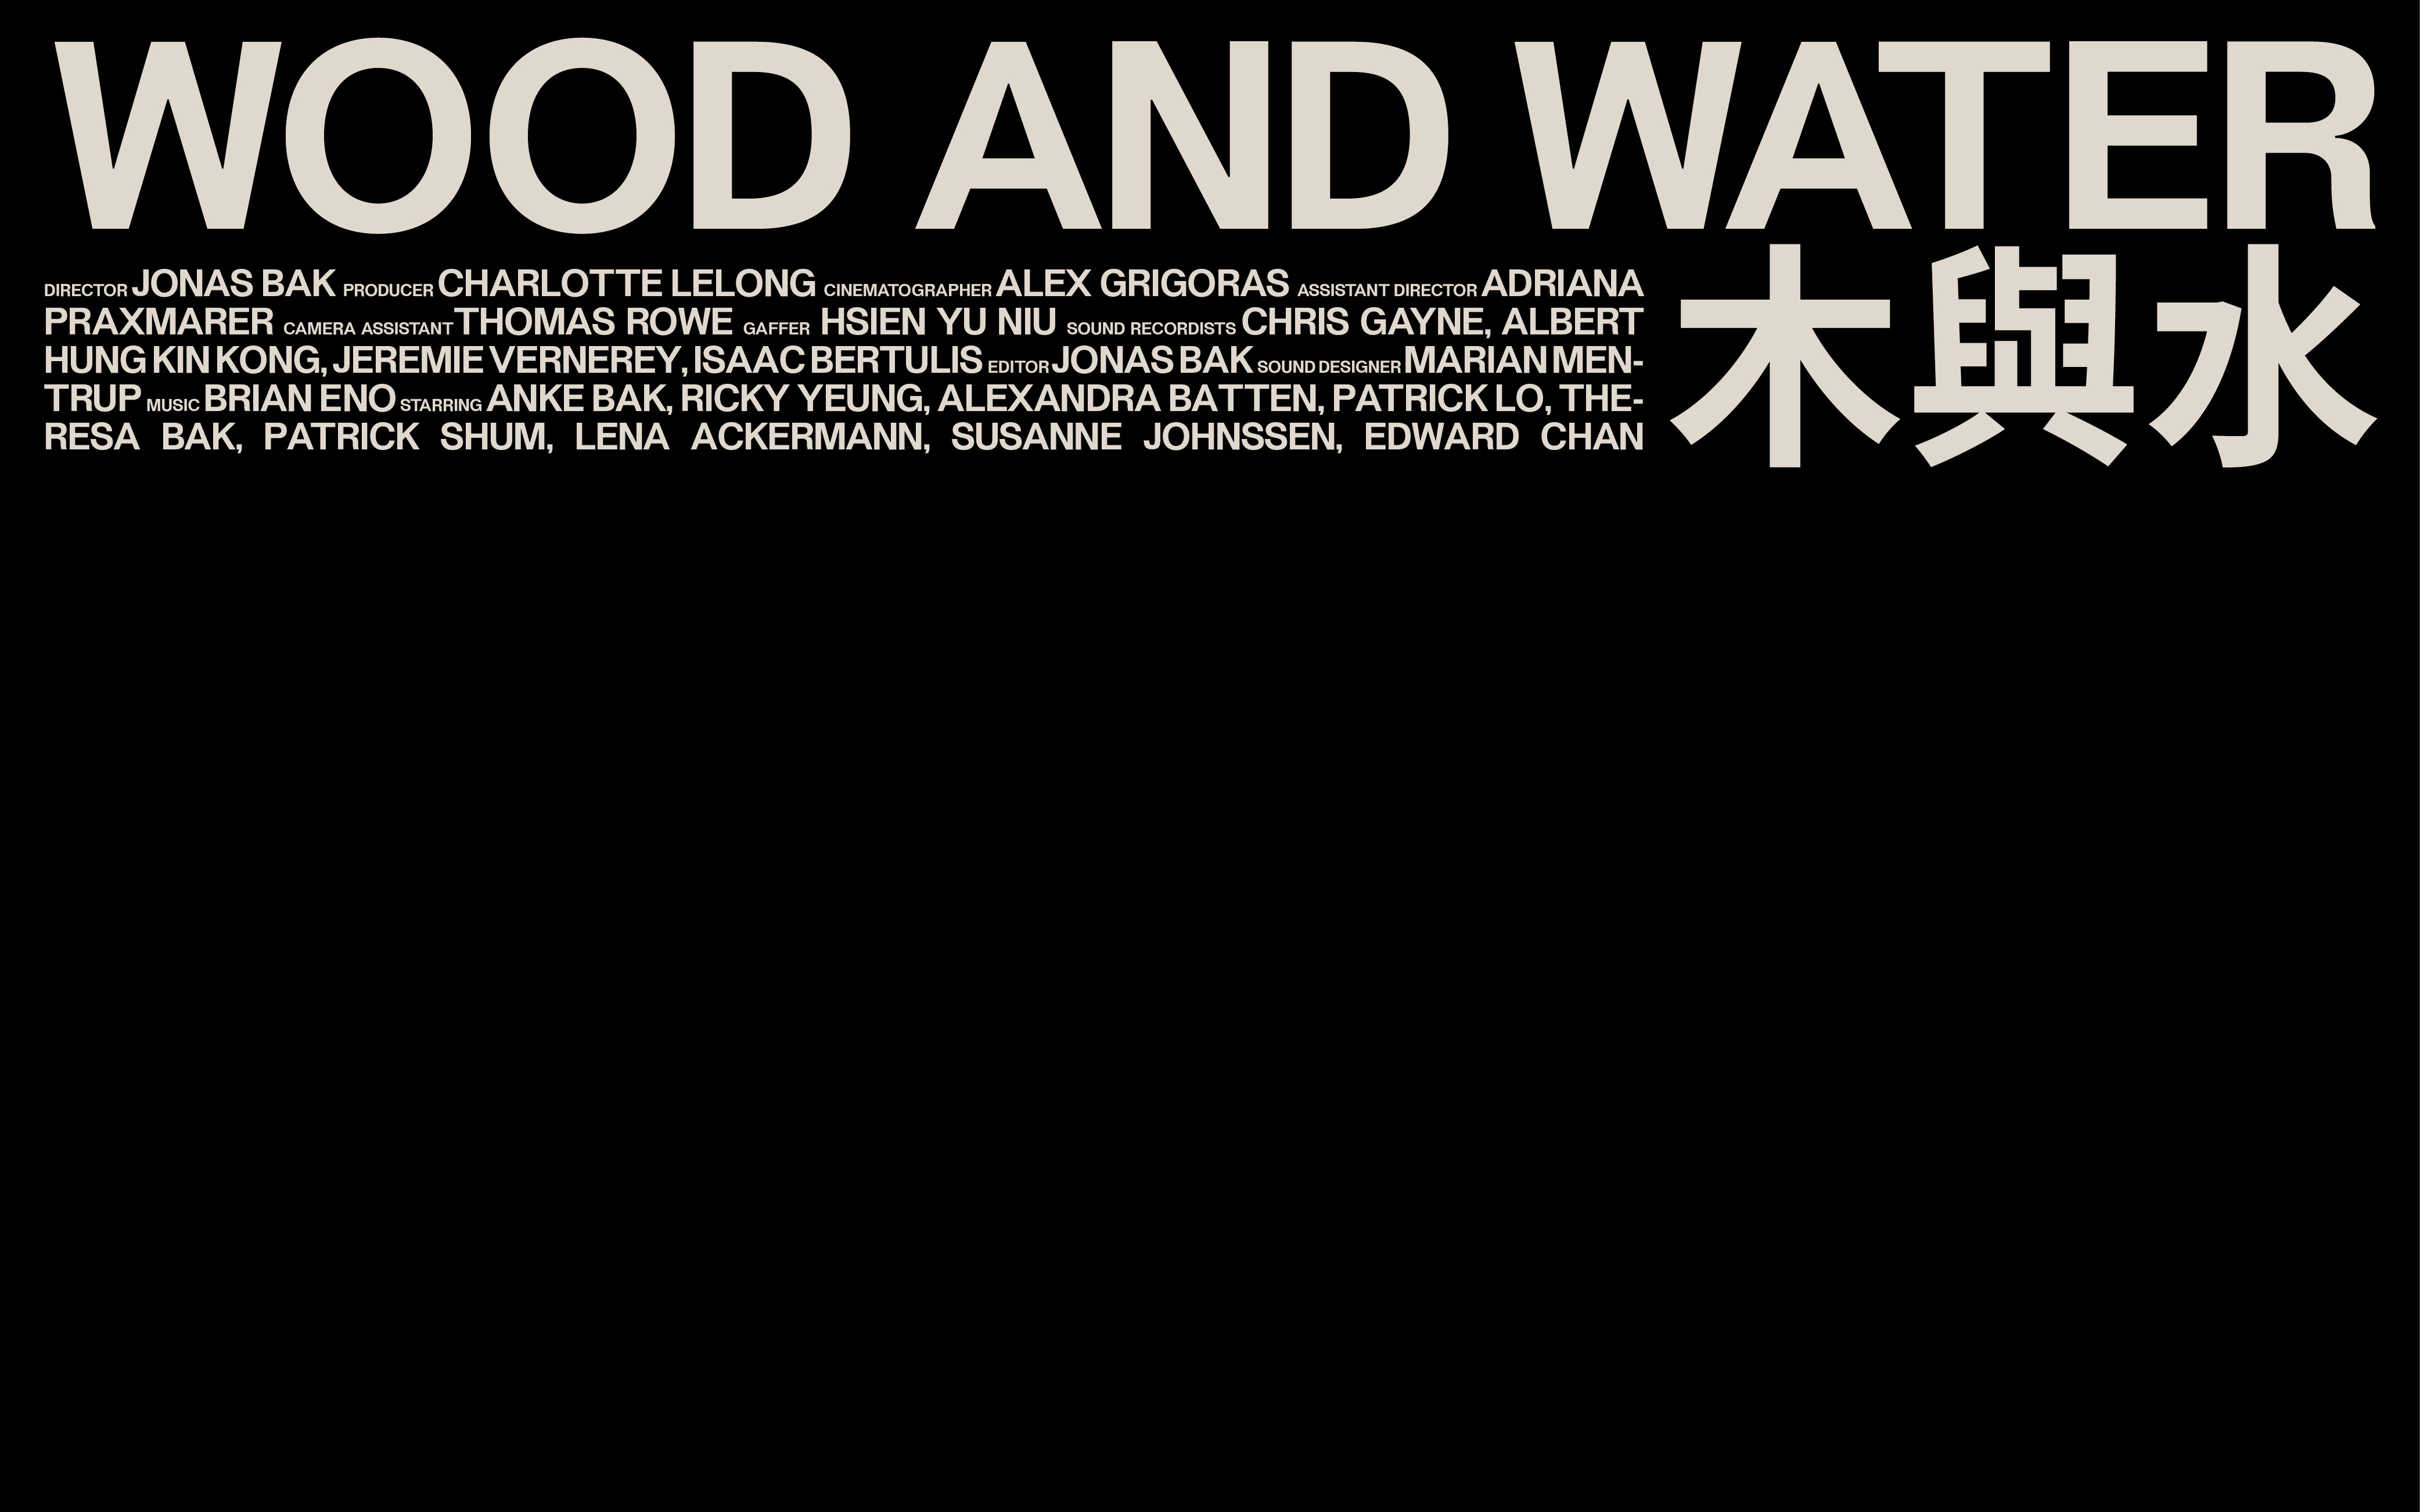 WOOD AND WATER
DIRECTOR JONAS BAK PRODUCER CHARLOTTE LELONG CINEMATOGRAPHER ALEX GRIGORAS ASSISTANT DIRECTOR ADRIANA
PRAXMARER CAMERA ASSISTANT THOMAS ROWE GAFFER HSIEN YU NIU SOUND RECORDISTS CHRIS GAYNE, ALBERT
HUNG KIN KONG, JEREMIE VERNEREY, ISAAC BERTULIS EDITOR JONAS BAK SOUND DESIGNER MARIAN MEN-
TRUP MUSIC BRIAN ENO STARRING ANKE BAK, RICKY YEUNG, ALEXANDRA BATTEN, PATRICK LO, THE-
RESA BAK, PATRICK SHUM, LENA ACKERMANN, SUSANNE JOHNSSEN, EDWARD CHAN
木與水